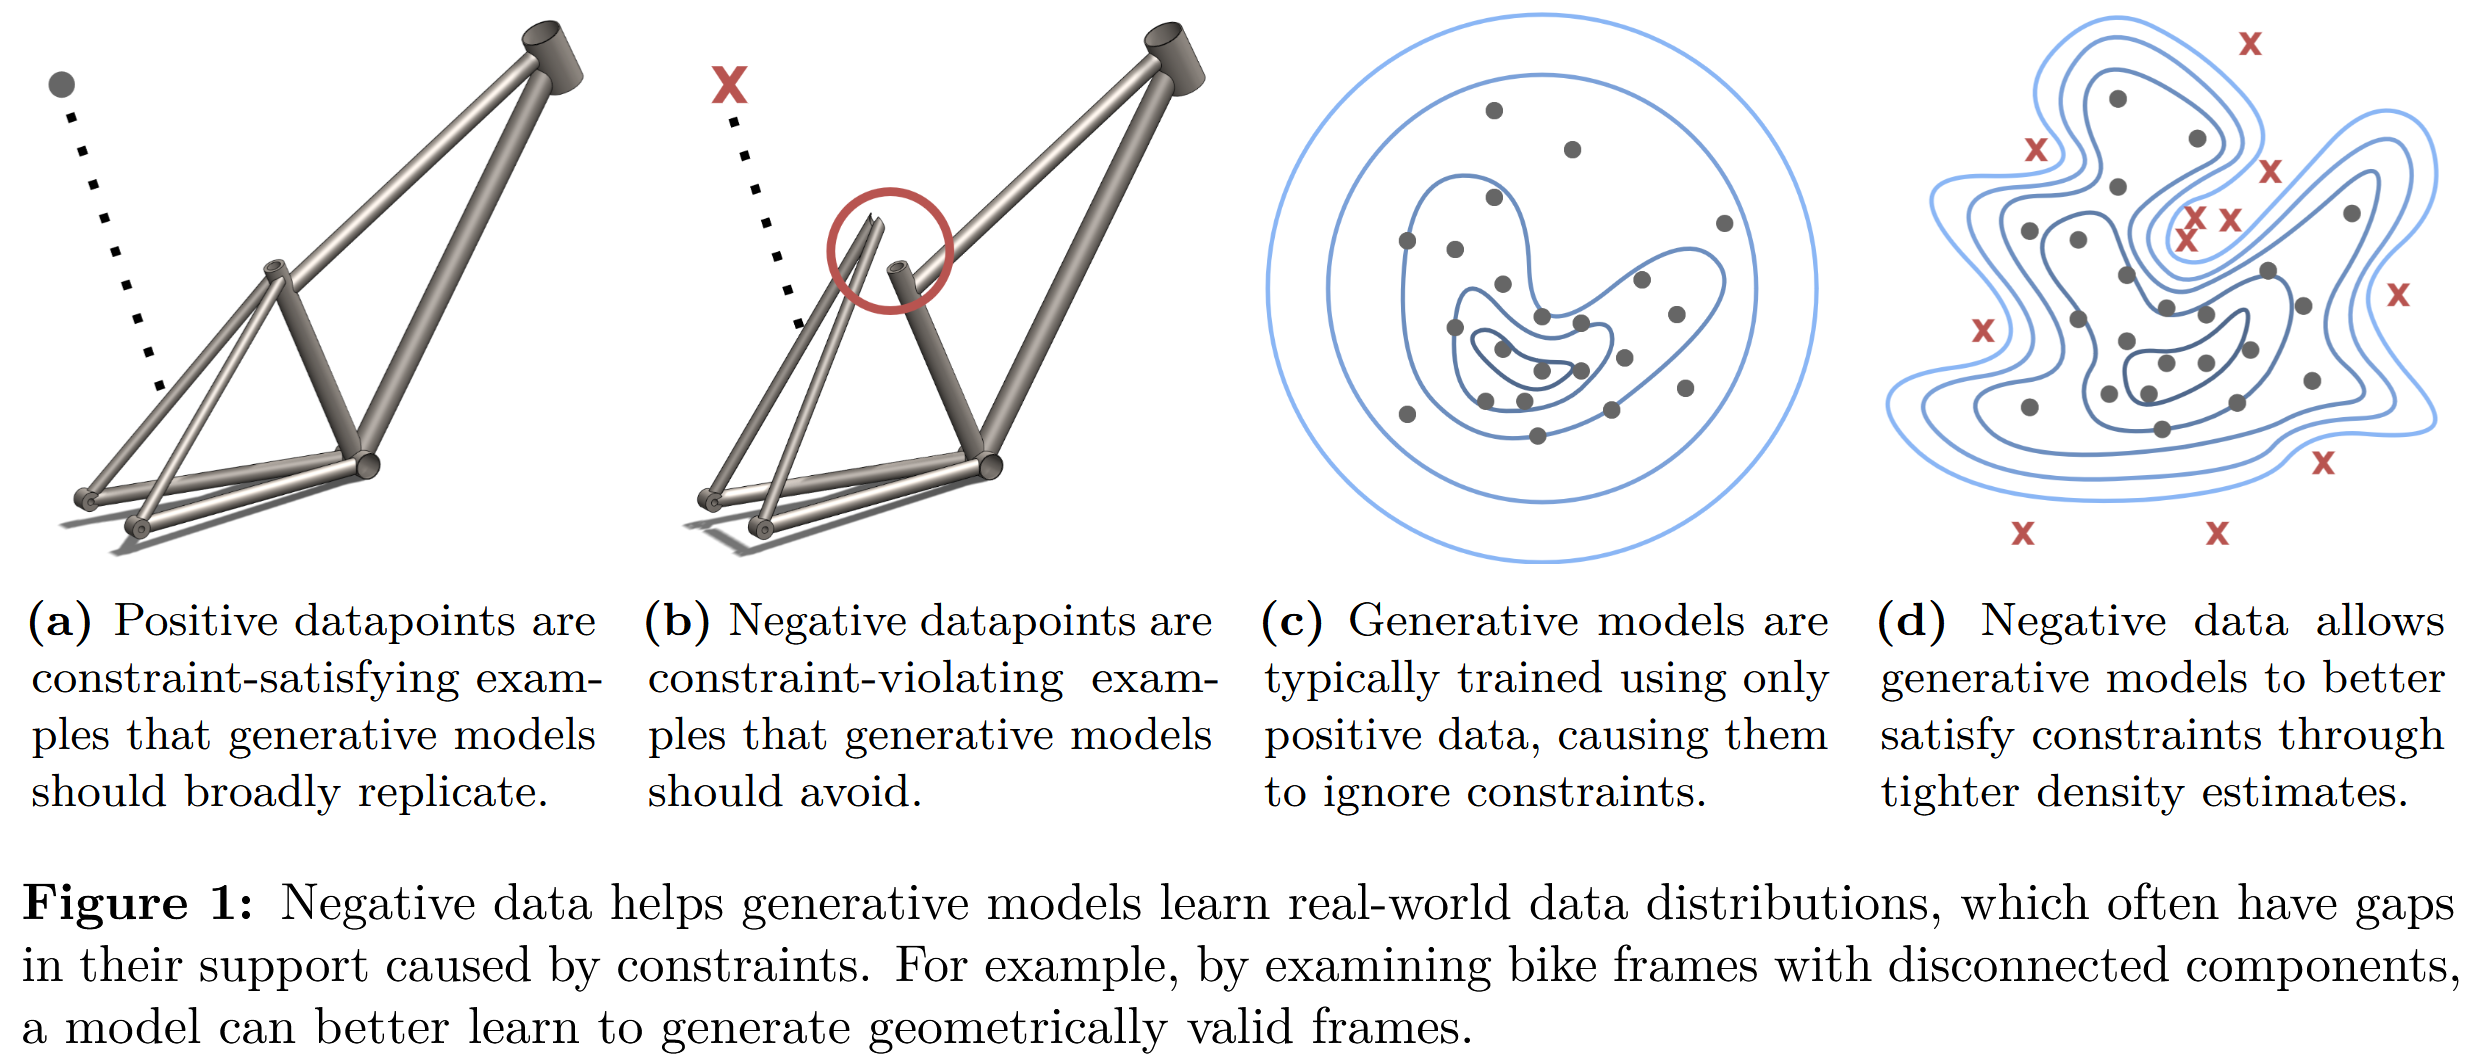 X
X
X
X
X
X
X
X
X
X
X
X
X
(a) Positive datapoints are
constraint-satisfying exam-
ples that generative models
should broadly replicate.
(b) Negative datapoints are
constraint-violating exam-
ples that generative models
should avoid.
(c) Generative models are
typically trained using only
positive data, causing them
to ignore constraints.
(d) Negative data allows
generative models to better
satisfy constraints through
tighter density estimates.
Figure 1: Negative data helps generative models learn real-world data distributions, which often have gaps
in their support caused by constraints. For example, by examining bike frames with disconnected components,
a model can better learn to generate geometrically valid frames.